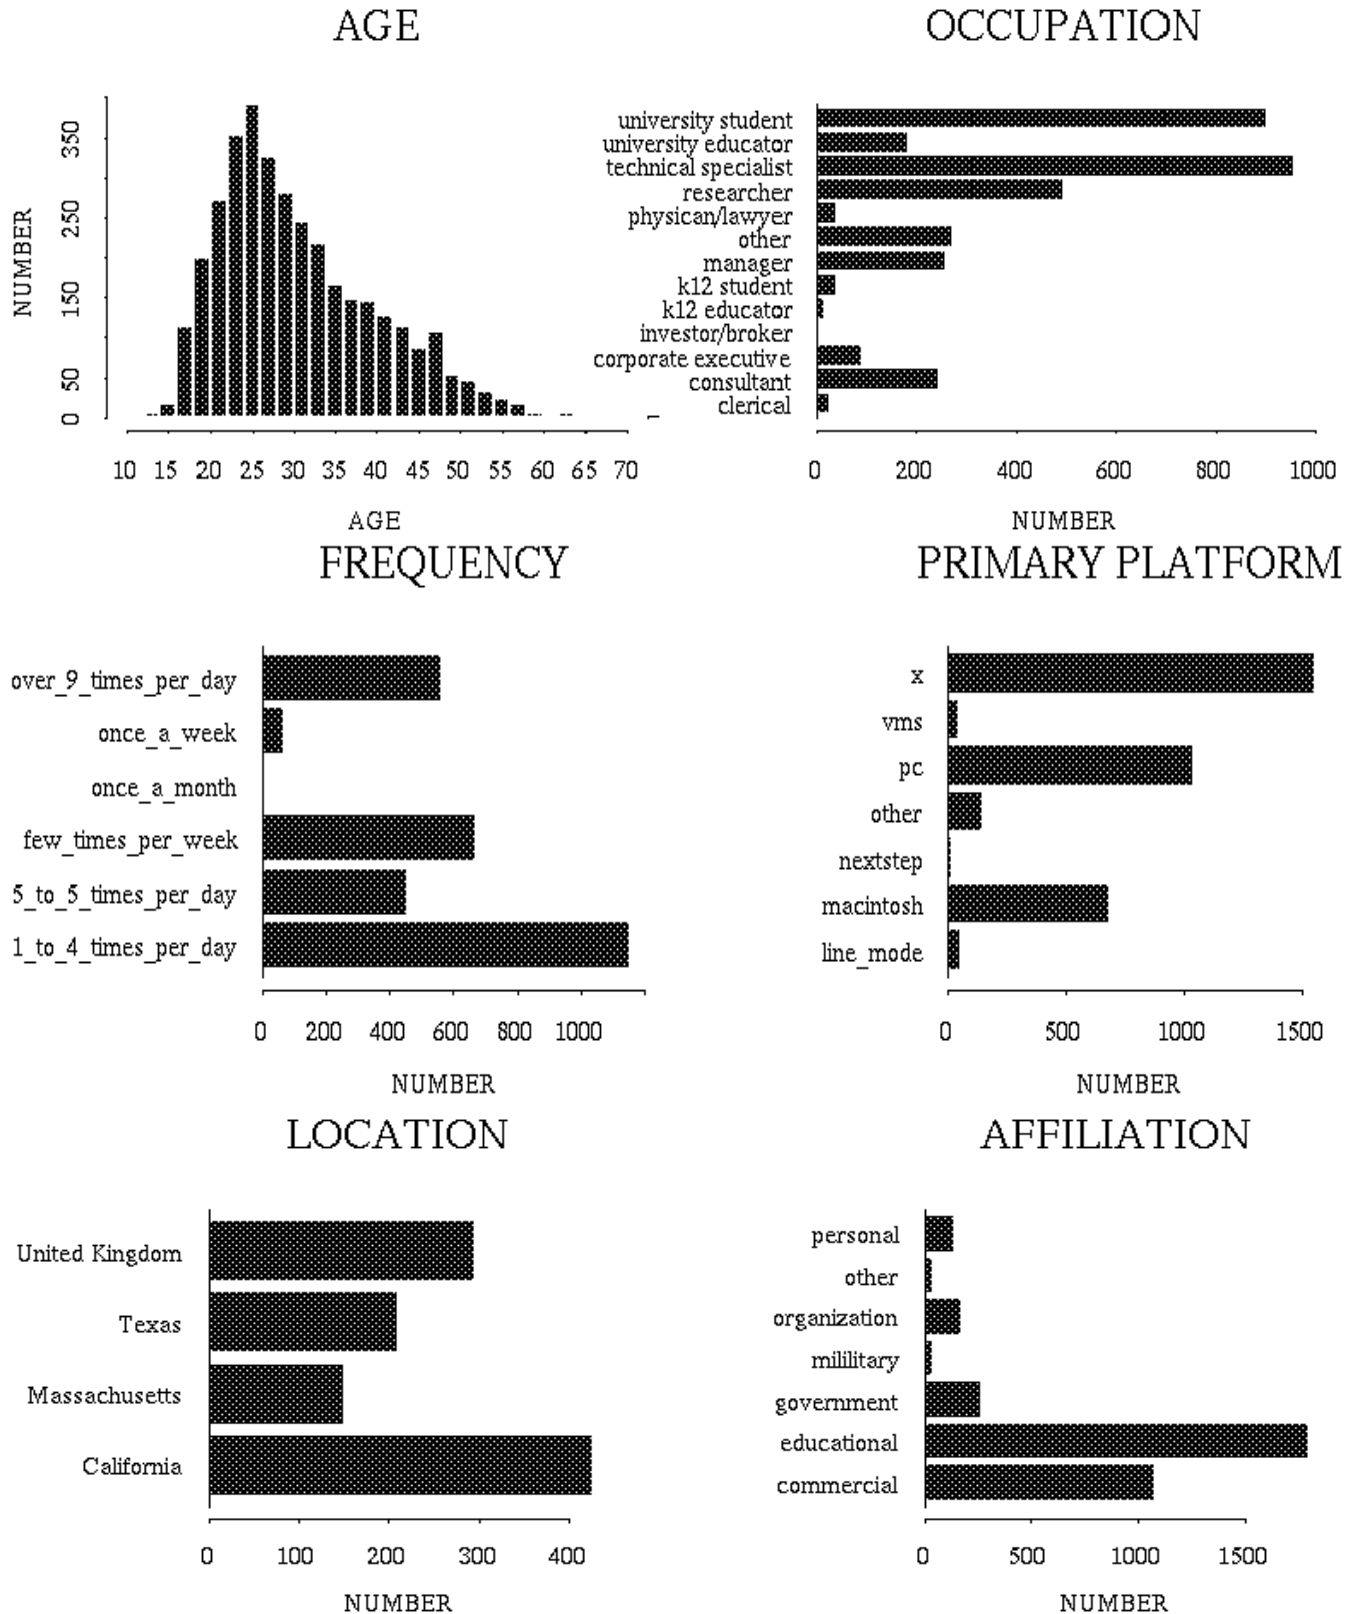 AGE
NUMBER
350
250
150
50
0
10 15 20 25 30 35 40 45 50 55 60 65 70
AGE
OCCUPATION
university student
university educator
technical specialist
researcher
physican/lawyer
other
manager
k12 student
k12 educator
investor/broker
corporate executive
consultant
clerical
0 200 400 600 800 1000
NUMBER
FREQUENCY
over_9_times_per_day
once_a_week
once_a_month
few_times_per_week
5_to_5_times_per_day
1_to_4_times_per_day
0 200 400 600 800 1000
NUMBER
PRIMARY PLATFORM
x
vms
pc
other
nextstep
macintosh
line_mode
0 500 1000 1500
NUMBER
LOCATION
United Kingdom
Texas
Massachusetts
California
0 100 200 300 400
NUMBER
AFFILIATION
personal
other
organization
mililitary
government
educational
commercial
0 500 1000 1500
NUMBER